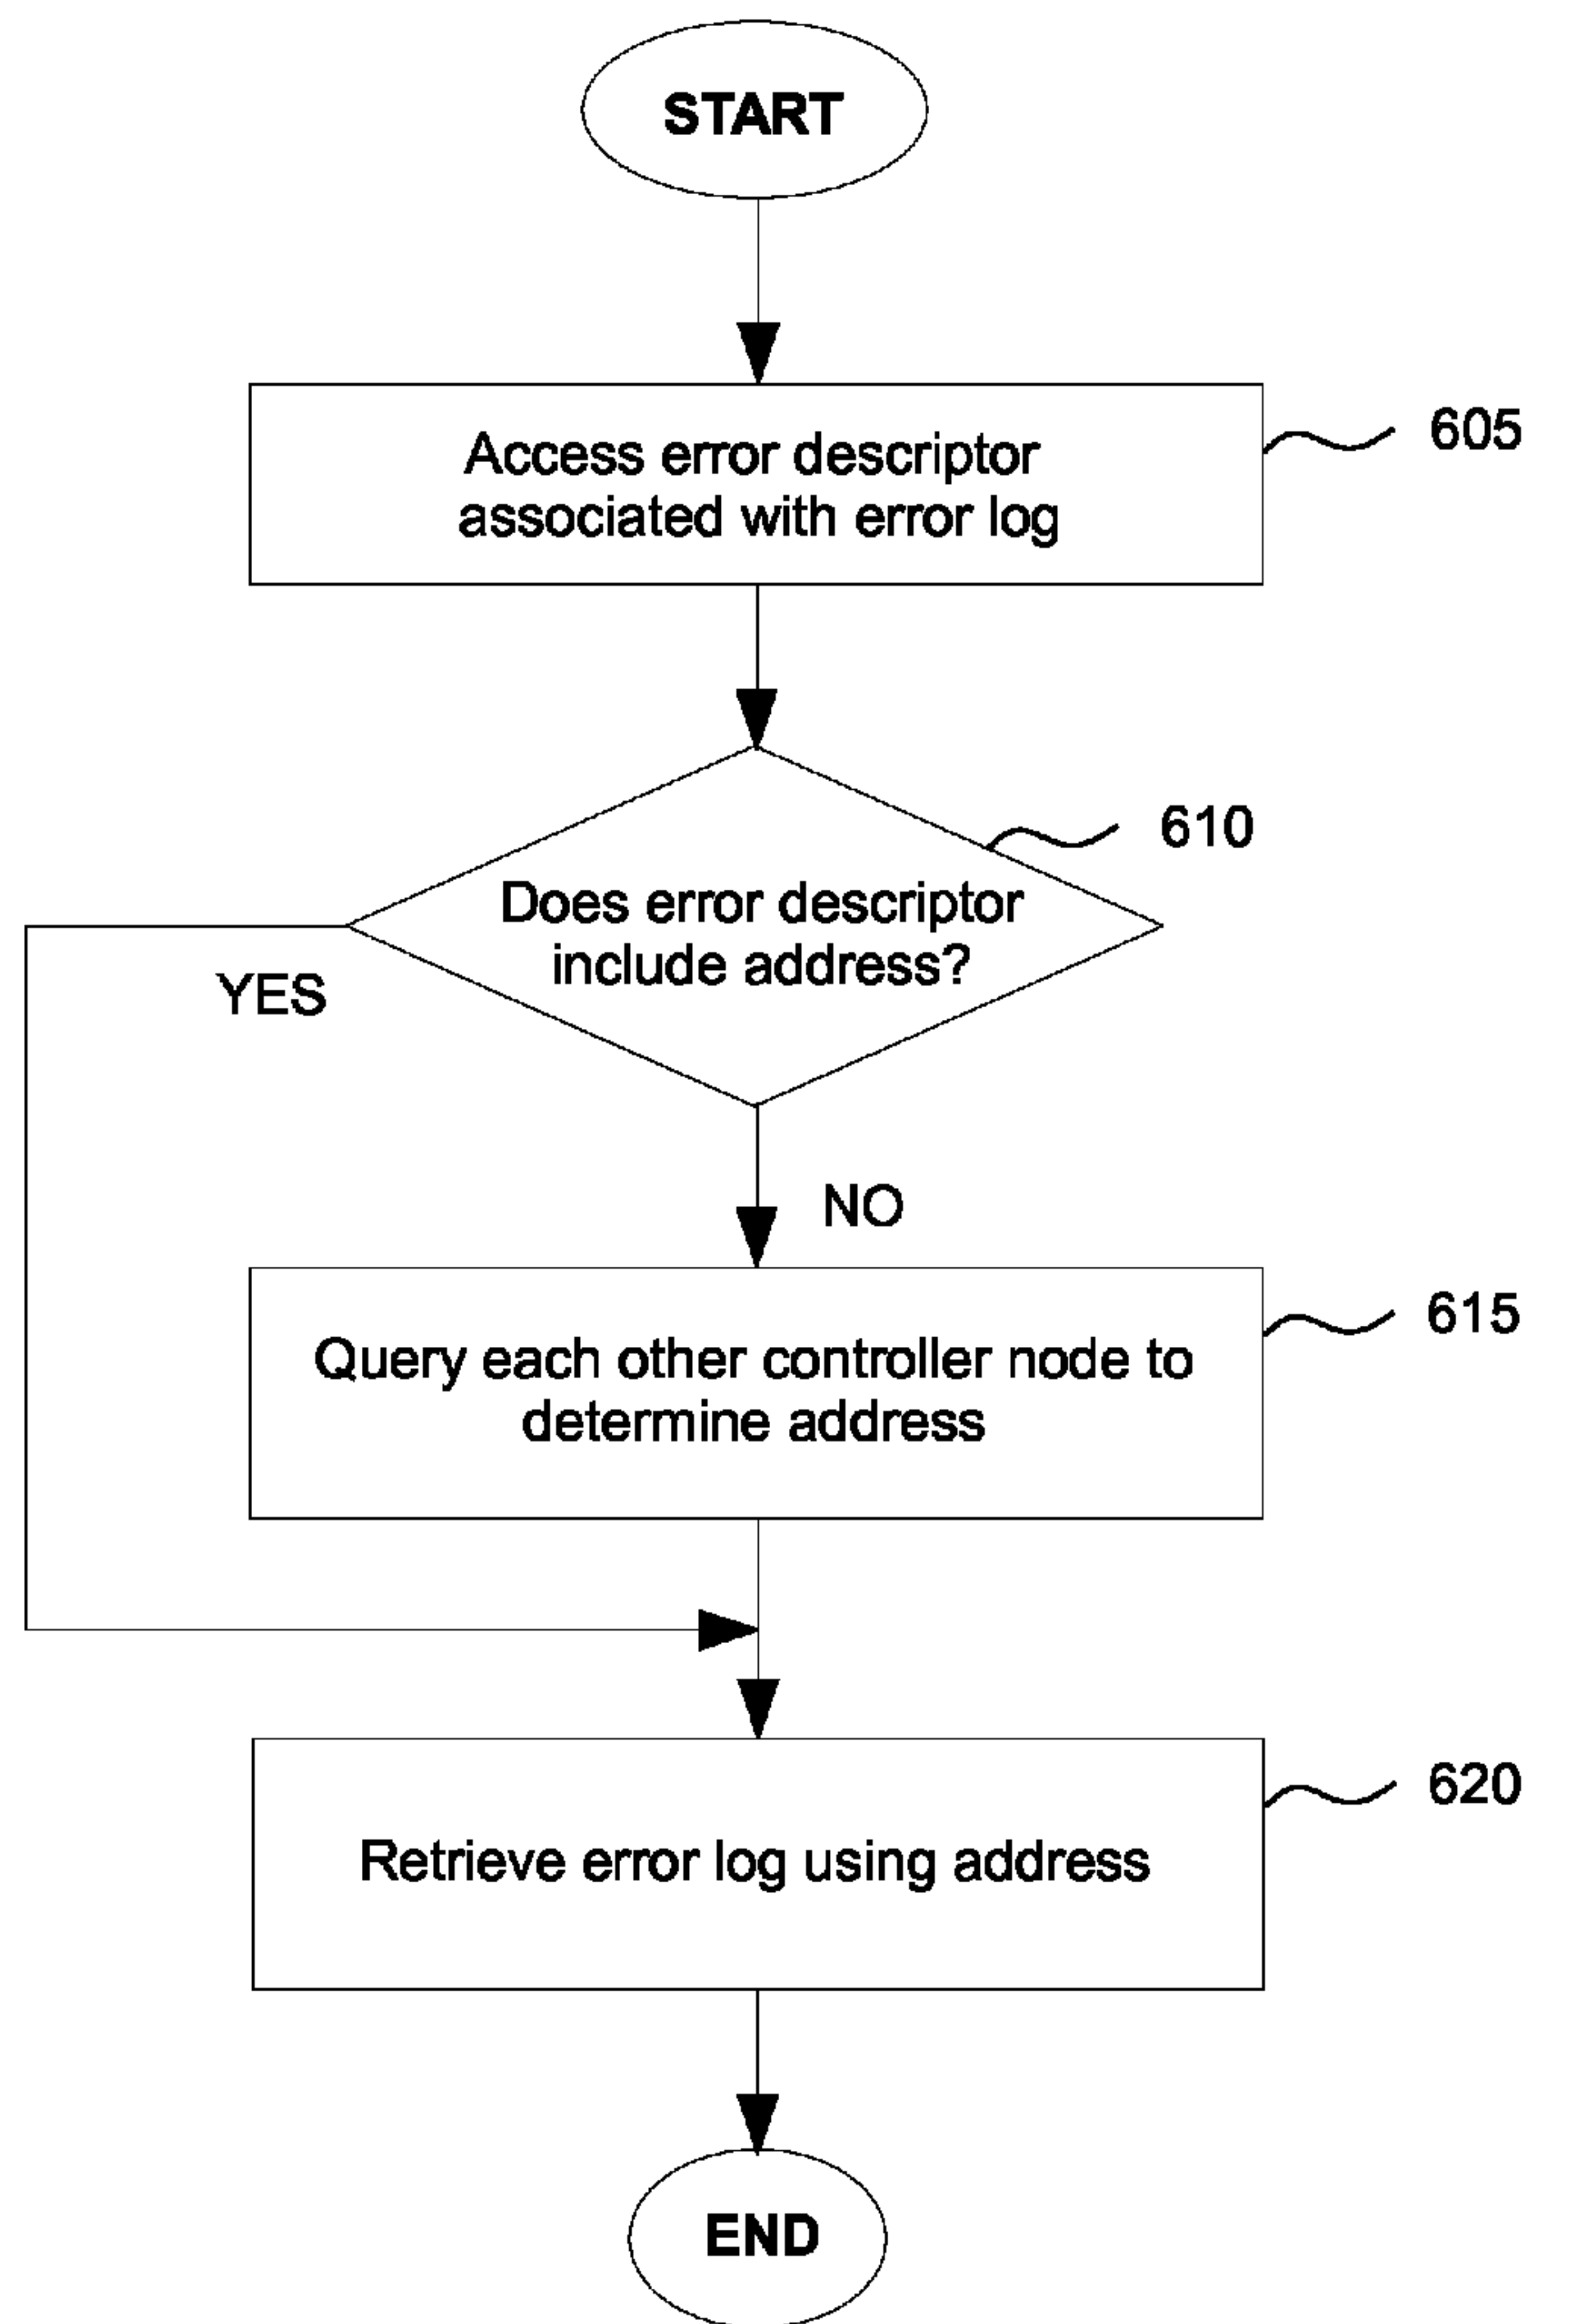 START
Access error descriptor
associated with error log
605
610
Does error descriptor
include address?
YES
NO
Query each other controller node to
determine address
615
Retrieve error log using address
620
END